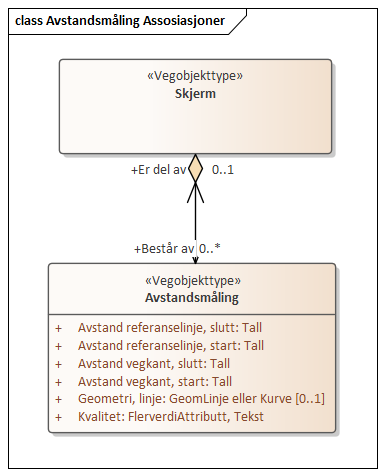 class Avstandsmåling Assosiasjoner
«Vegobjekttype»
Skjerm
+Er del av 0..1
+Består av 0..*
«Vegobjekttype»
Avstandsmåling
+ Avstand referanselinje, slutt: Tall
+ Avstand referanselinje, start: Tall
+ Avstand vegkant, slutt: Tall
+ Avstand vegkant, start: Tall
+ Geometri, linje: GeomLinje eller Kurve [0..1]
+ Kvalitet: FlerverdiAttributt, Tekst